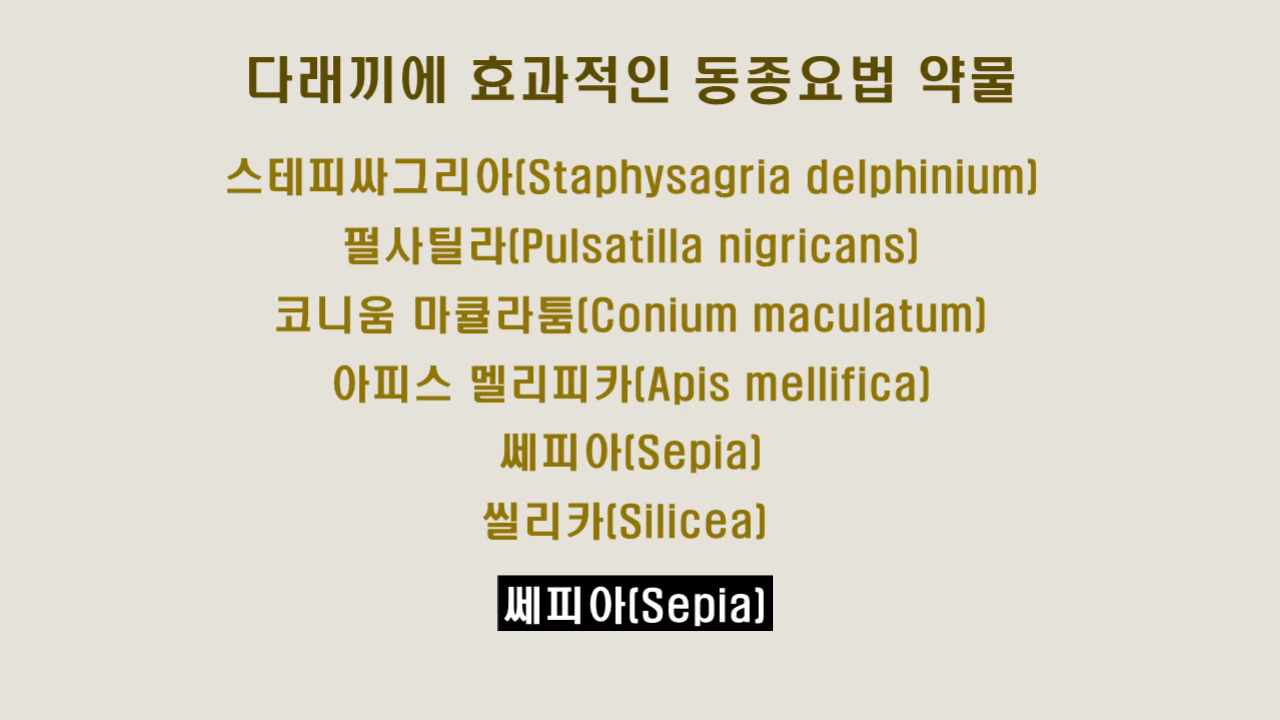 다래끼에 효과적인 동종요법 약물
스테피싸그리아(Staphysagria delphinium)
펄사틸라(Pulsatilla nigricans)
코니움 마큘라툼(Conium maculatum)
아피스 멜리피카(Apis mellifica)
쎄피아(Sepia)
씰리카(Silicea)
쎄피아(Sepia)